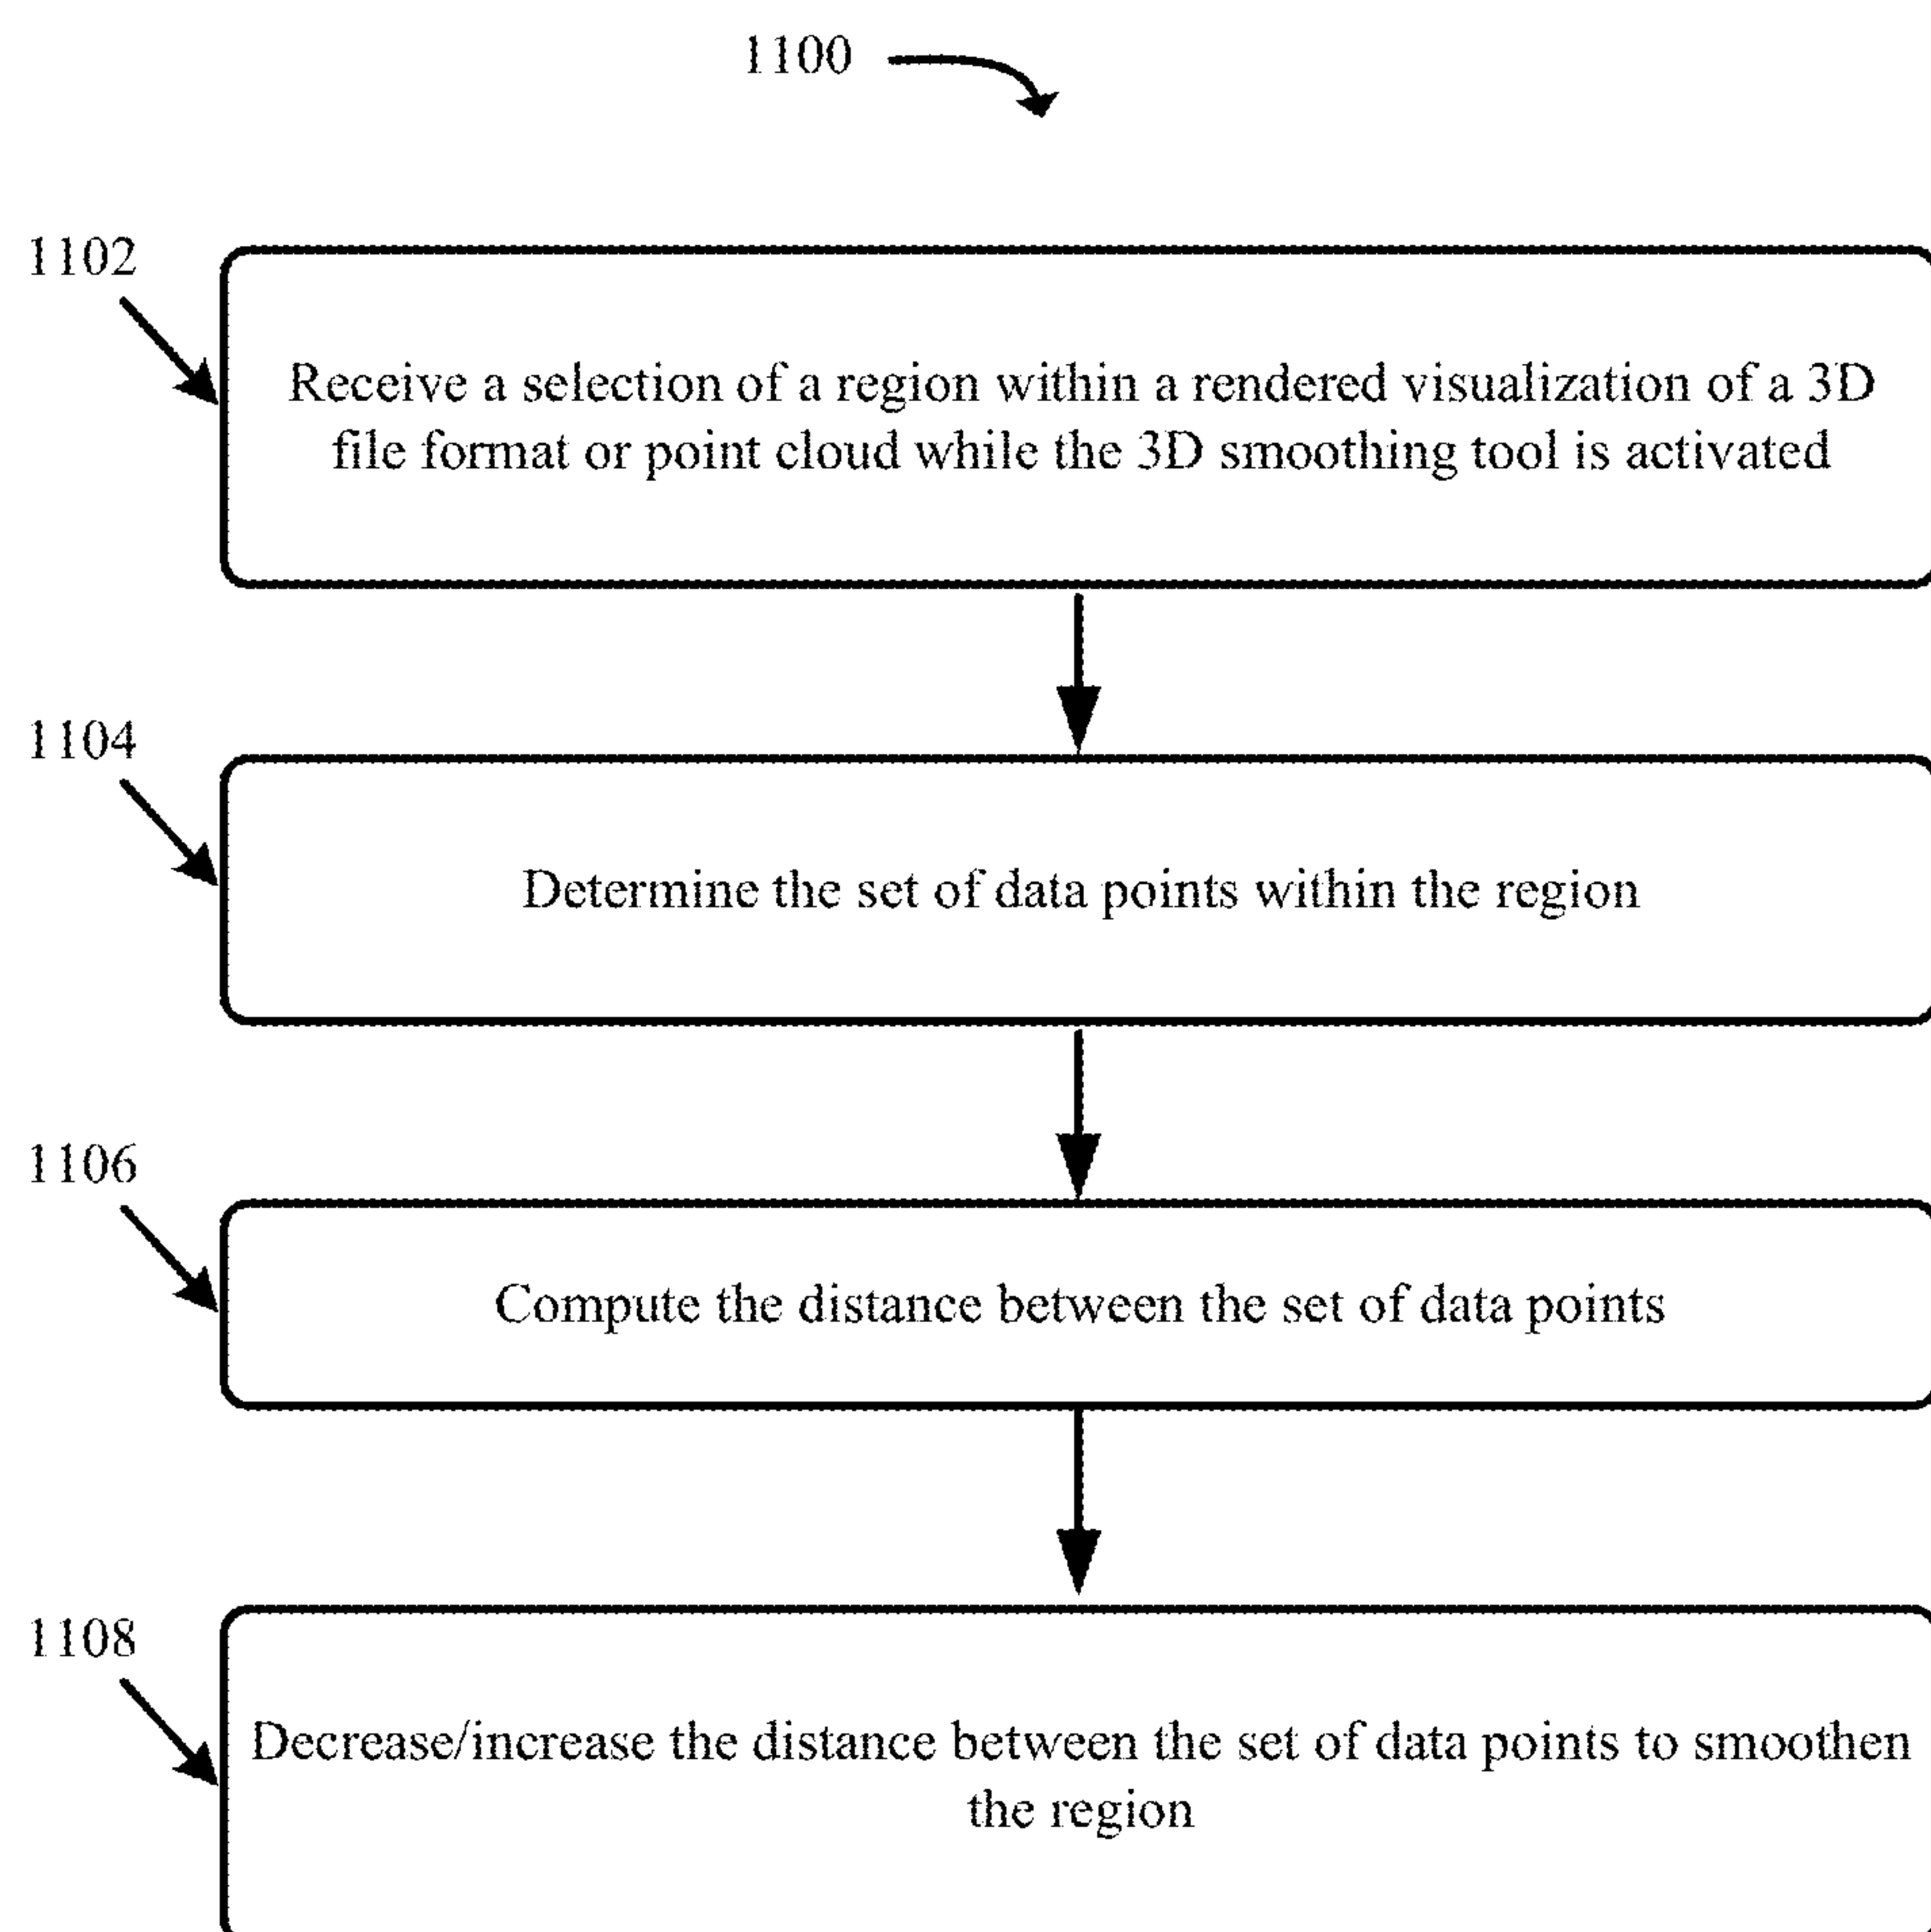 1100
1102
Receive a selection of a region within a rendered visualization of a 3D
file format or point cloud while the 3D smoothing tool is activated
1104
Determine the set of data points within the region
1106
Compute the distance between the set of data points
1108
Decrease/increase the distance between the set of data points to smoothen
the region